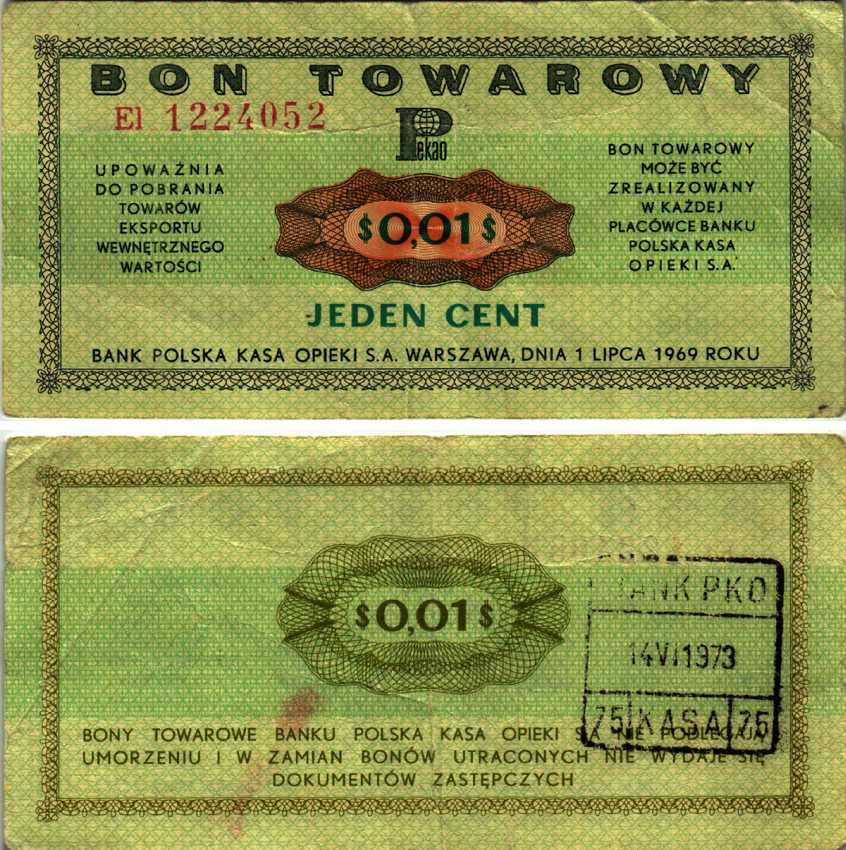 BON TOWAROWY
El 1224052
Pekao
UPOWAŻNIA
DO POBRANIA
TOWARÓW
EKSPORTU
WEWNĘTRZNEGO
WARTOŚCI
$0,01$
BON TOWAROWY
MOŻE BYĆ
ZREALIZOWANY
W KAŻDEJ
PLACÓWCE BANKU
POLSKA KASA
OPIEKI S.A.
JEDEN CENT
BANK POLSKA KASA OPIEKI S.A. WARSZAWA, DNIA 1 LIPCA 1969 ROKU
$0,01$
BANK PKO
14 VI 1973
75 KASA 75
BONY TOWAROWE BANKU POLSKA KASA OPIEKI S.A. NIE PODLEGAJĄ
UMORZENIU I W ZAMIAN BONÓW UTRACONYCH NIE WYDAJE SIĘ
DOKUMENTÓW ZASTĘPCZYCH